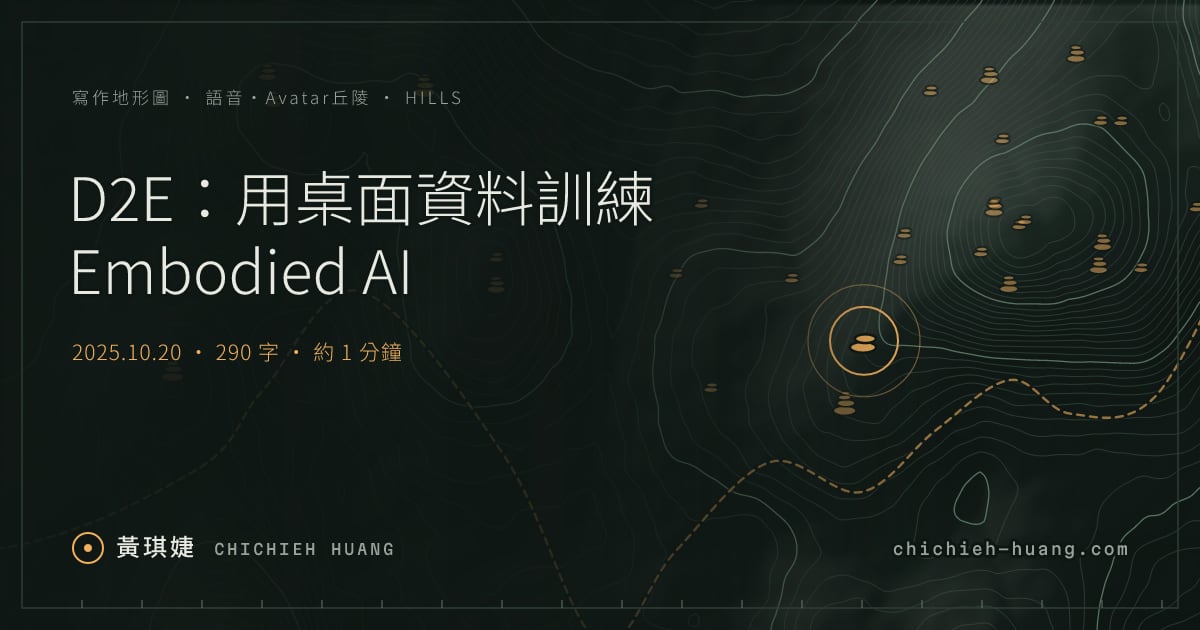 寫作地形圖 · 語音·Avatar丘陵 · HILLS
D2E：用桌面資料訓練
Embodied AI
2025.10.20 · 290 字 · 約 1 分鐘
黃琪婕 CHICHIEH HUANG
chichieh-huang.com